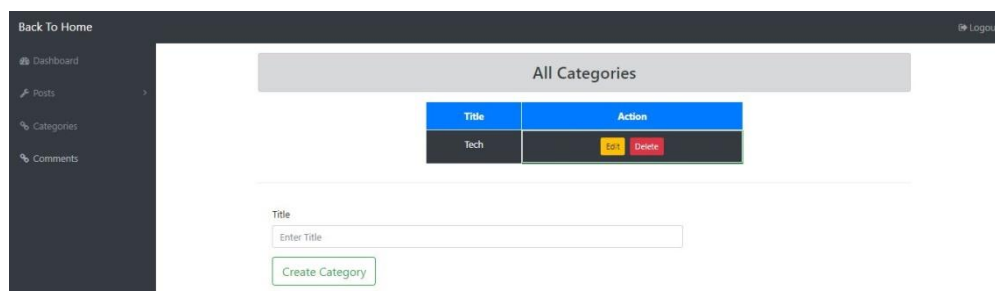 Back To Home
Logou
Dashboard
Posts
Categories
Comments
All Categories
Title Action
Tech Edit Delete
Title
Enter Title
Create Category